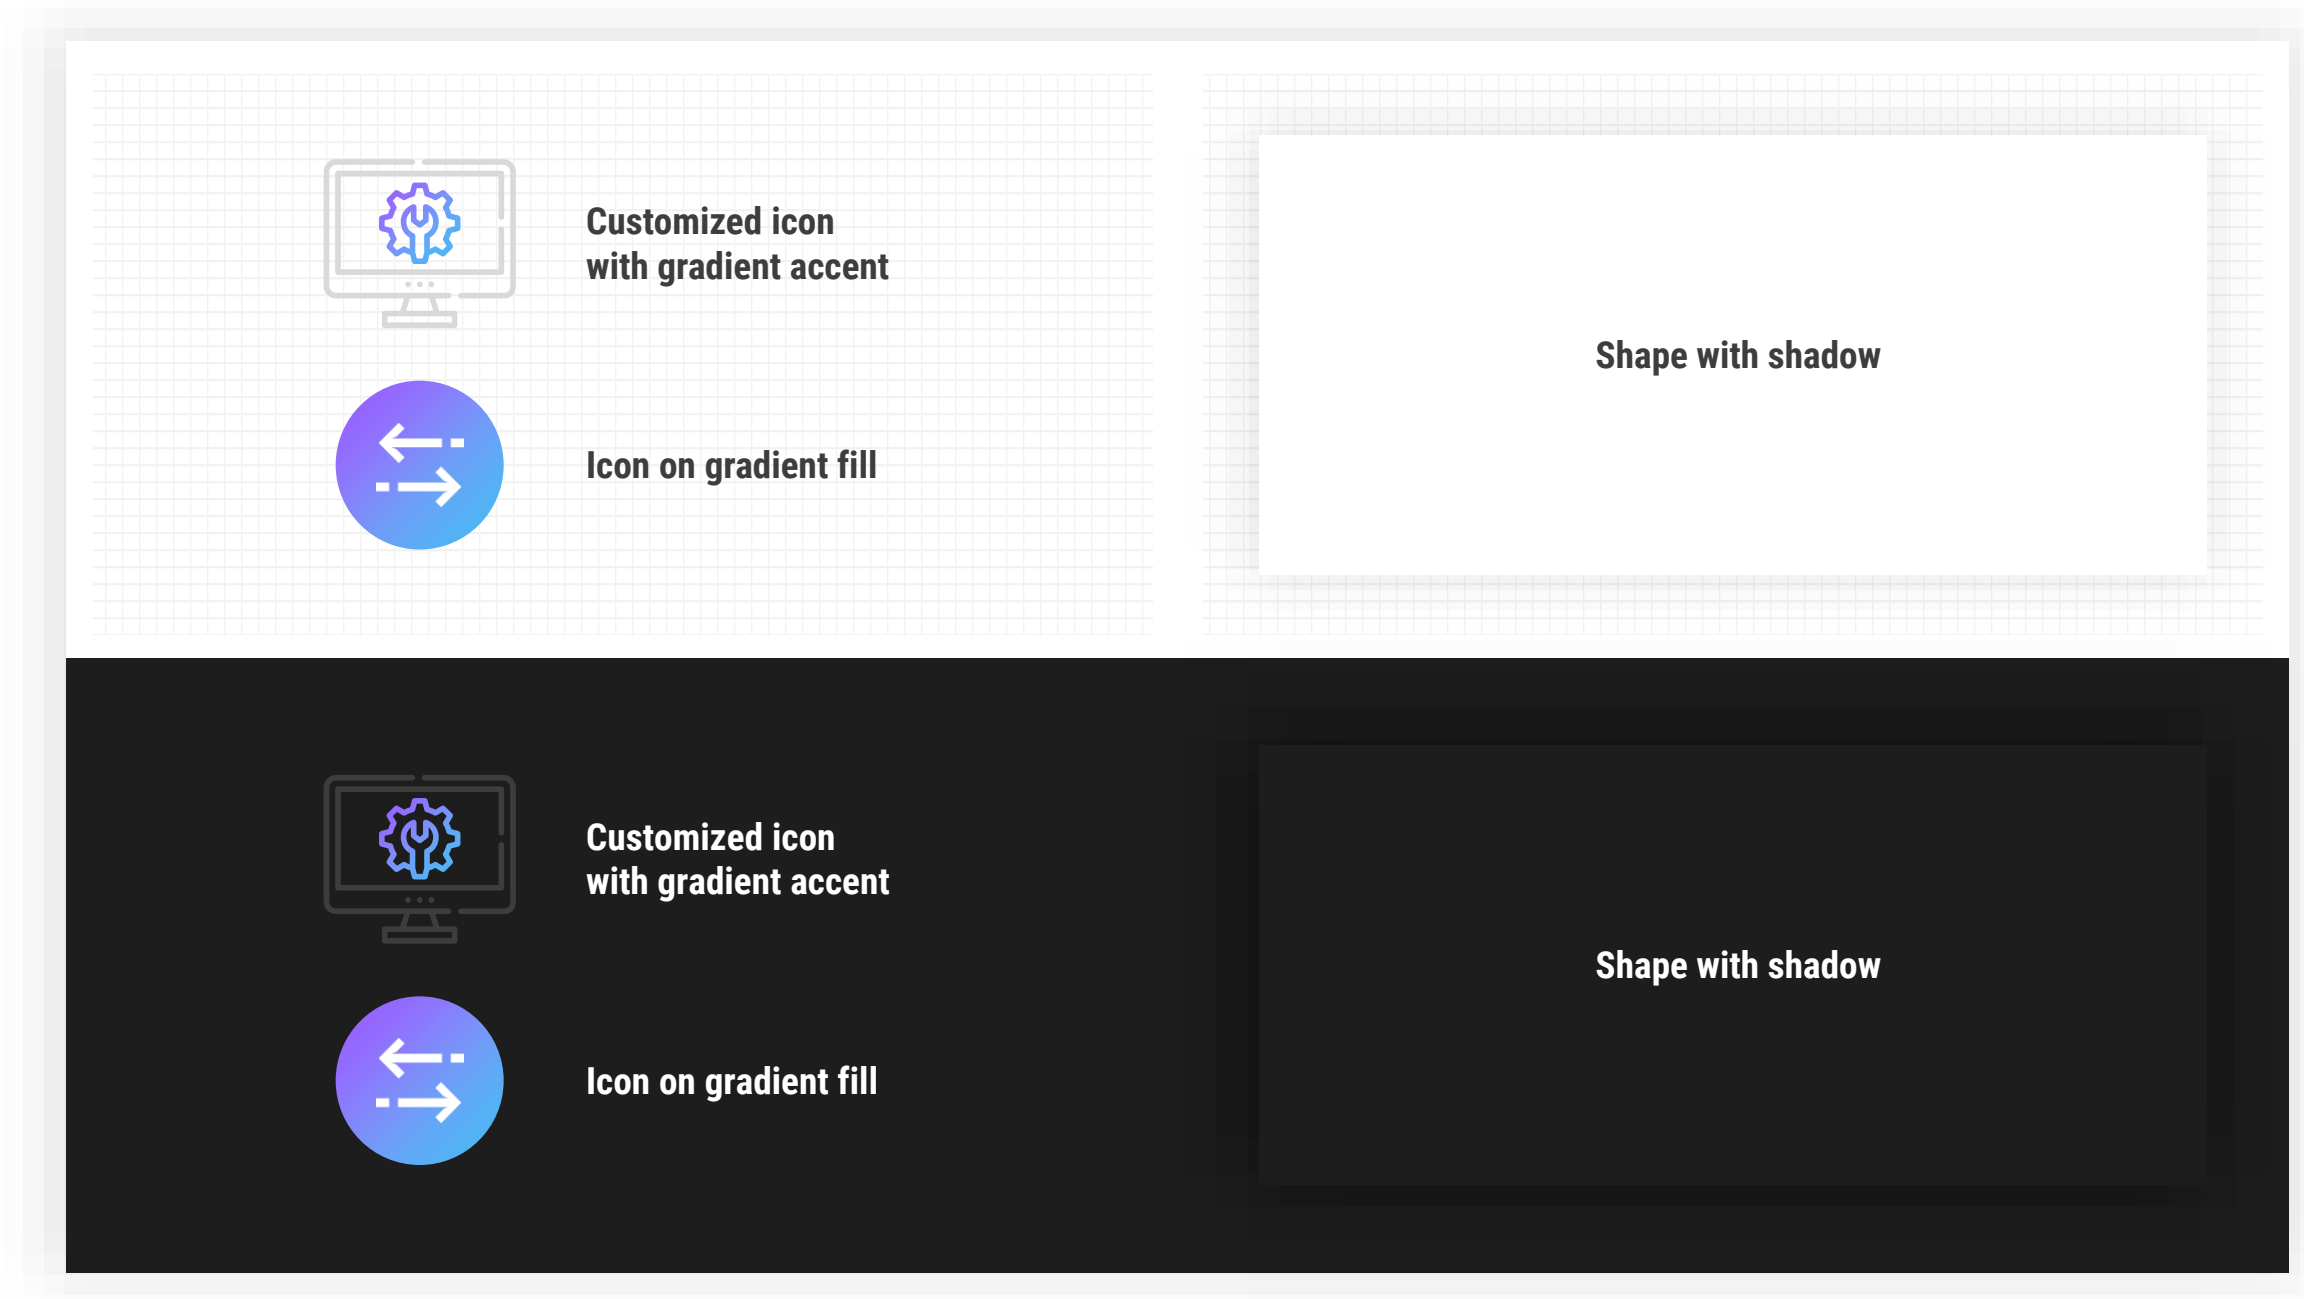 Customized icon
with gradient accent
Icon on gradient fill
Shape with shadow
Customized icon
with gradient accent
Icon on gradient fill
Shape with shadow